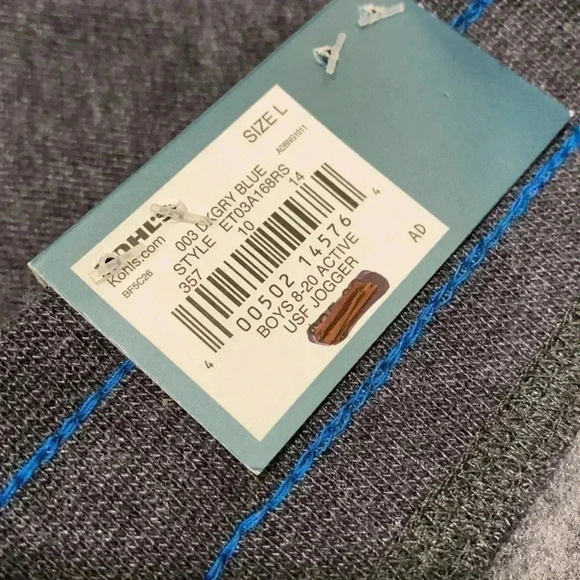 SIZE L
ADBNG1011
KOHL'S
Kohls.com
BF5C26
003 DKGRY BLUE
STYLE ET03A168RS
357 10 14
4 00502 14576 4
BOYS 8-20 ACTIVE
USF JOGGER
AD